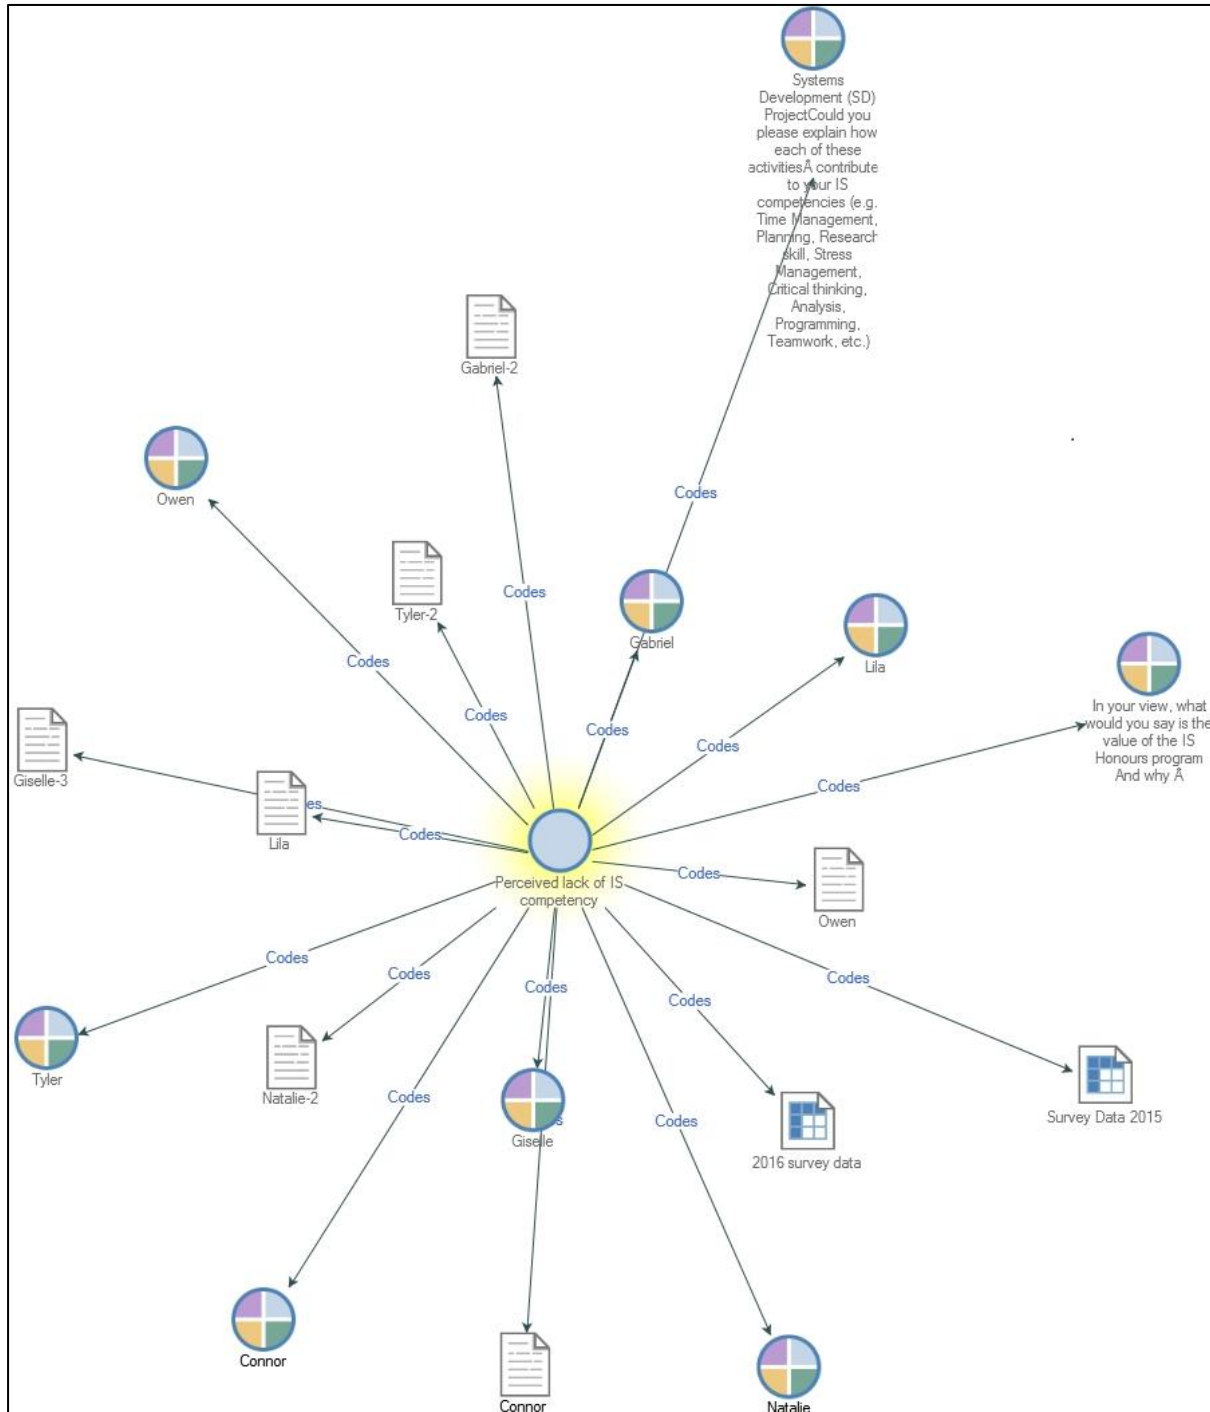 Systems
Development (SD)
ProjectCould you
please explain how
each of these
activitiesÂ contribute
to your IS
competencies (e.g.
Time Management,
Planning, Research
skill, Stress
Management,
Critical thinking,
Analysis,
Programming,
Teamwork, etc.)
Gabriel-2
Owen
Codes
Tyler-2
Codes
Gabriel
Lila
Codes
In your view, what
would you say is the
value of the IS
Honours program
And why Â
Codes
Codes
Codes
Giselle-3
Codes
Lila
es
Codes
Codes
Perceived lack of IS
competency
Codes
Owen
Codes
Codes
Codes
Codes
Codes
Tyler
Natalie-2
Codes
Giselle
s
Codes
2016 survey data
Survey Data 2015
Connor
Connor
Natalie